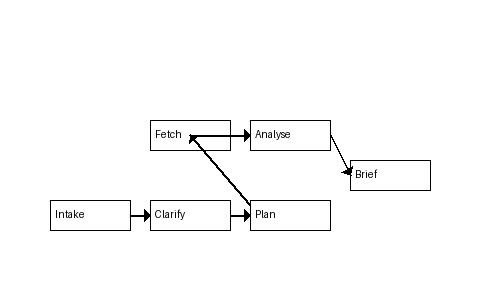 Fetch
Analyse
Brief
Intake
Clarify
Plan